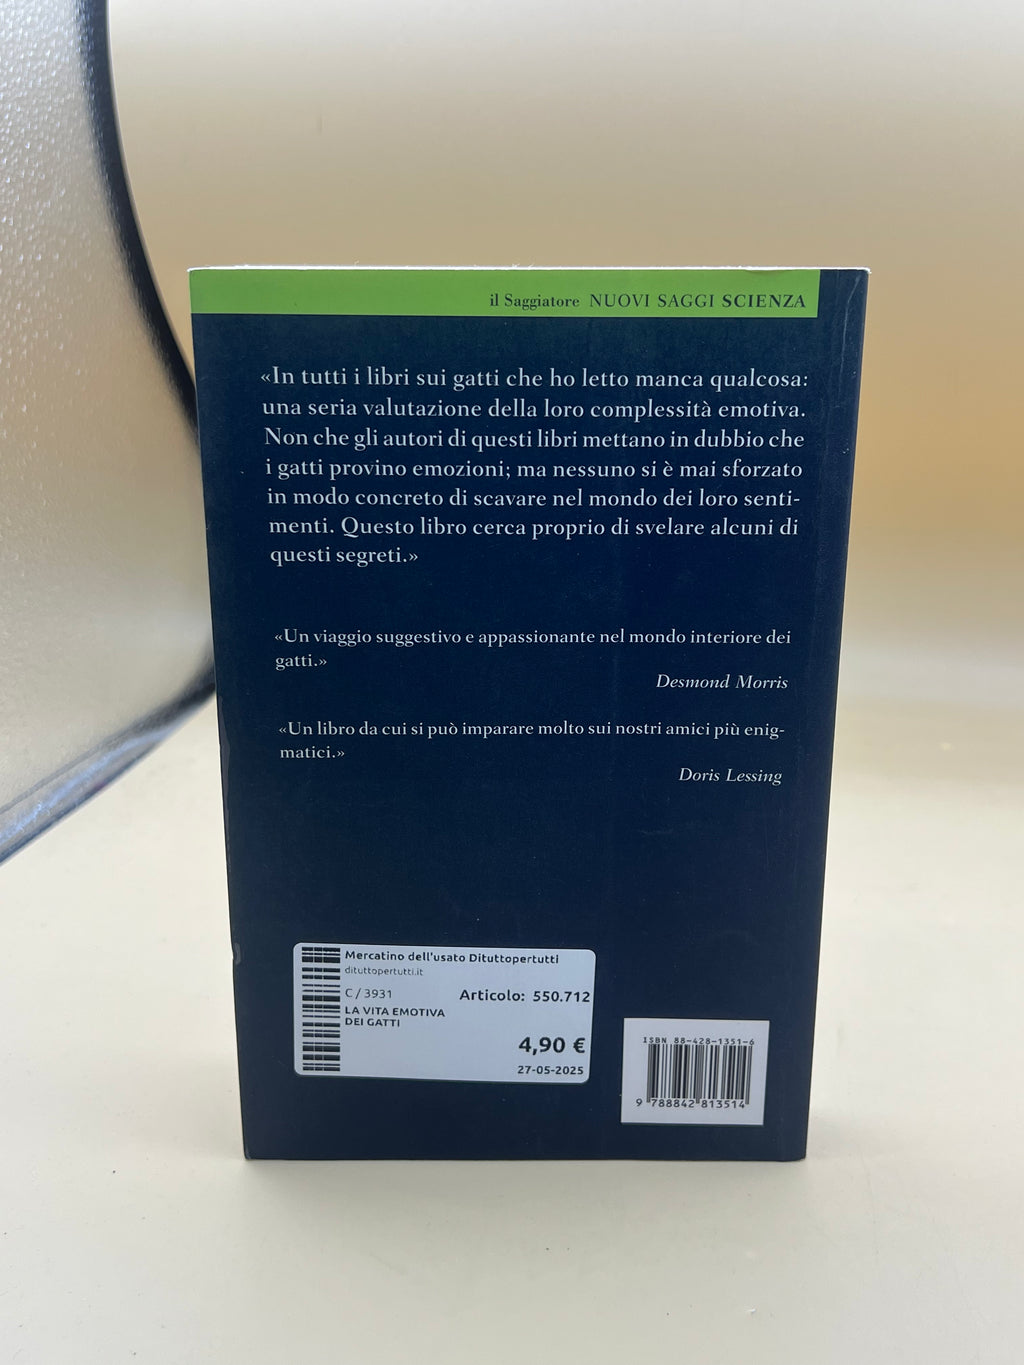 il Saggiatore NUOVI SAGGI SCIENZA
«In tutti i libri sui gatti che ho letto manca qualcosa:
una seria valutazione della loro complessità emotiva.
Non che gli autori di questi libri mettano in dubbio che
i gatti provino emozioni; ma nessuno si è mai sforzato
in modo concreto di scavare nel mondo dei loro senti-
menti. Questo libro cerca proprio di svelare alcuni di
questi segreti.»
«Un viaggio suggestivo e appassionante nel mondo interiore dei
gatti.»
Desmond Morris
«Un libro da cui si può imparare molto sui nostri amici più enig-
matici.»
Doris Lessing
Mercatino dell'usato Dituttopertutti
dituttopertutti.it
C / 3931 Articolo: 550.712
LA VITA EMOTIVA
DEI GATTI
4,90 €
27-05-2025
ISBN 88-428-1351-6
9 788842 813514